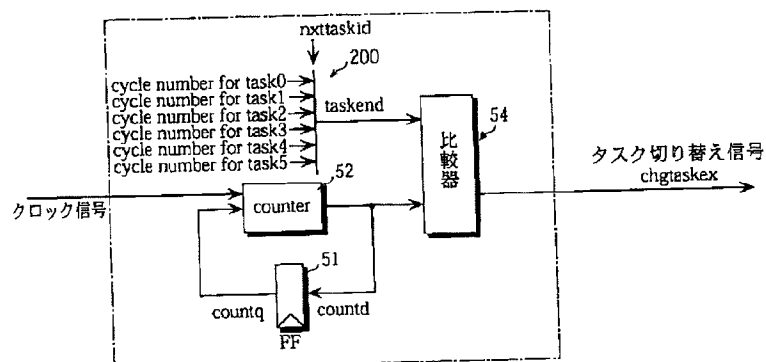 nxttaskid
200
cycle number for task0
cycle number for task1
cycle number for task2
cycle number for task3
cycle number for task4
cycle number for task5
taskend
比較器
54
タスク切り替え信号
chgtaskex
クロック信号
counter
52
51
countq
countd
FF